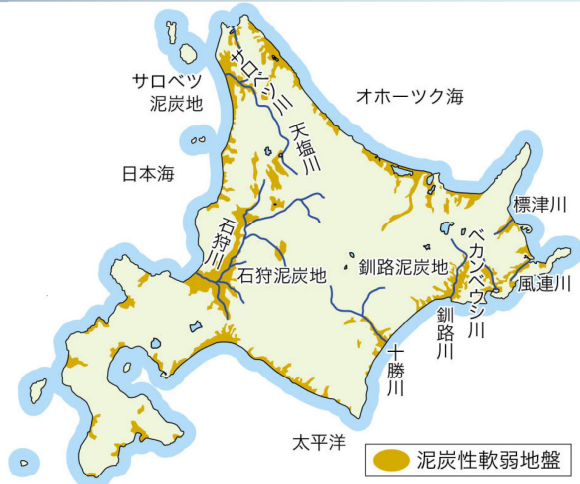 サロベツ
泥炭地
サロベツ川
天塩川
オホーツク海
日本海
石狩川
石狩泥炭地
釧路泥炭地
ベカンベウシ川
標津川
風連川
釧路川
十勝川
太平洋
泥炭性軟弱地盤